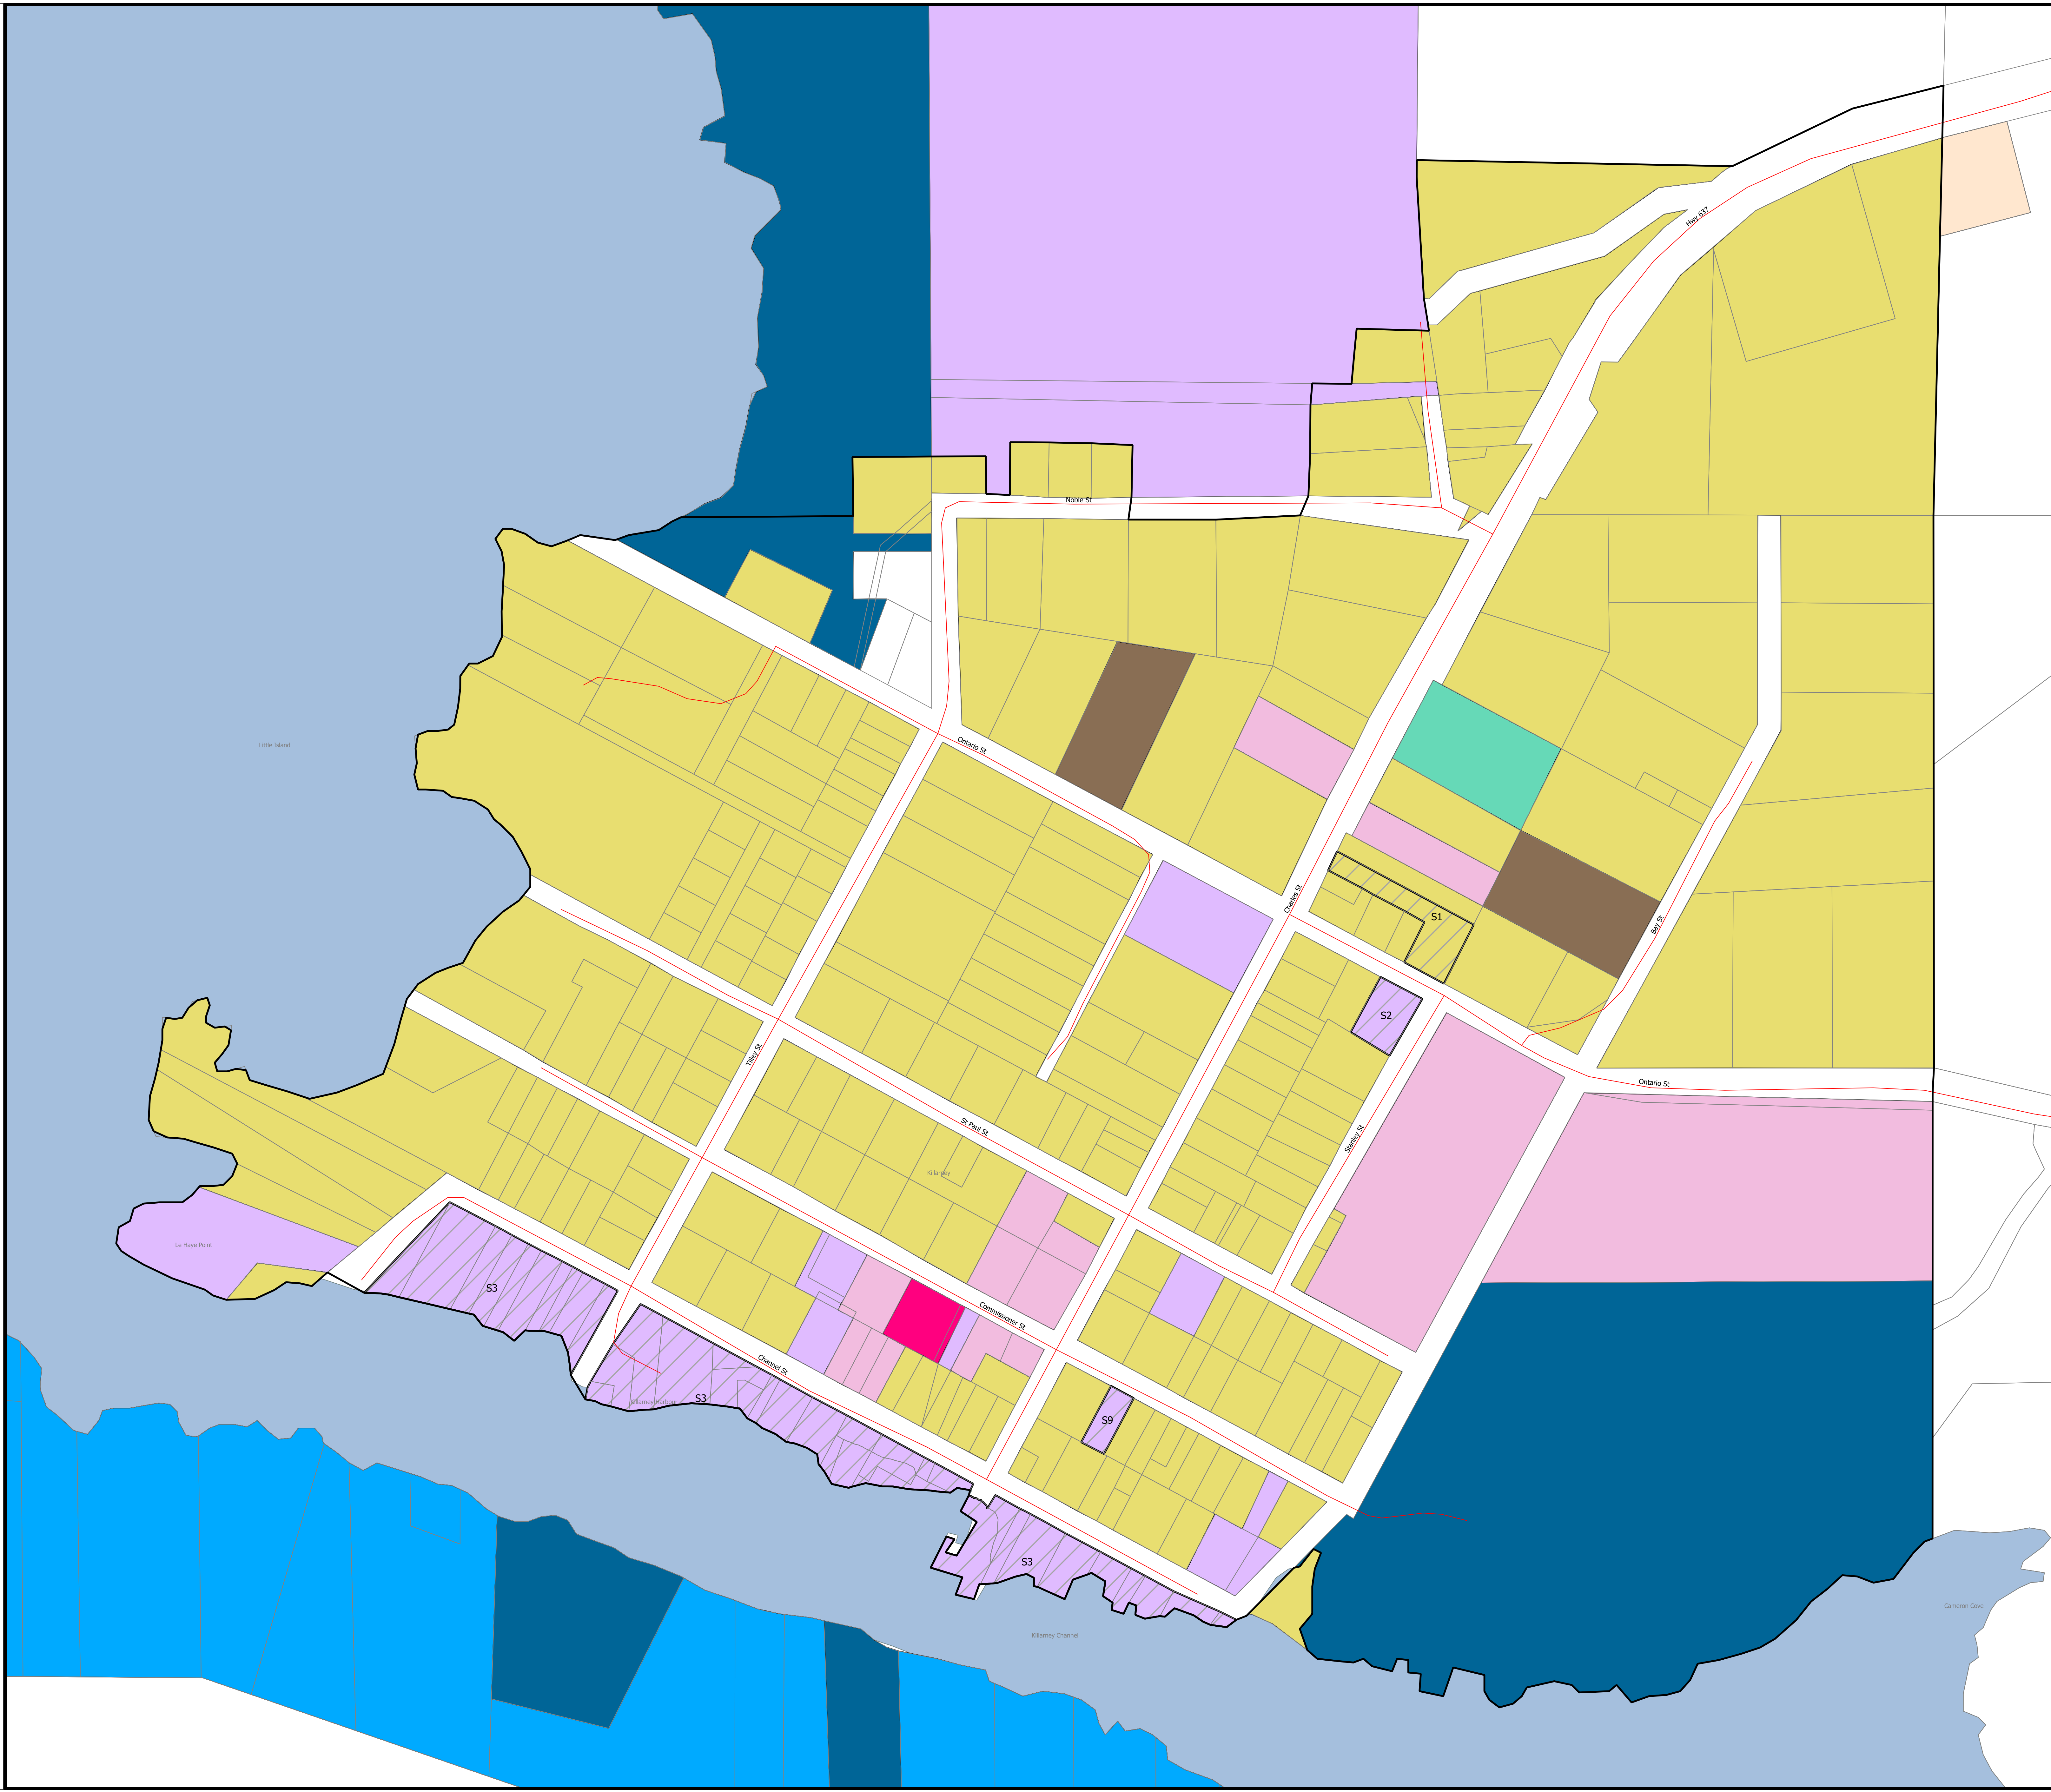 Hwy 637
Noble St
Little Island
Ontario St
Charles St
S1
Bay St
S2
Tilley St
Ontario St
St Paul St
Stanley St
Killarney
Le Haye Point
S3
Commissioner St
Channel St
S3
Killarney Harbour
S9
S3
Cameron Cove
Killarney Channel